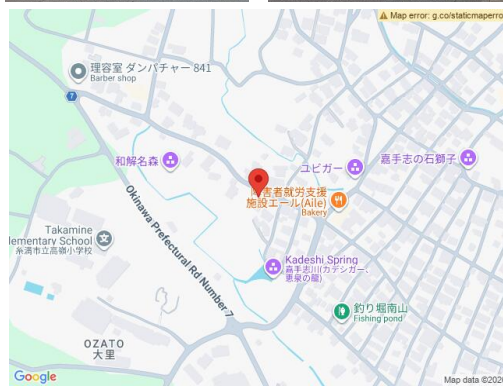 Map error: g.co/staticmaperro
理容室 ダンパチャー 841
Barber shop
7
和解名森
ユビガー
嘉手志の石獅子
障害者就労支援
施設エール(Aile)
Bakery
Okinawa Prefectural Rd Number 7
Takamine
lementary School
糸満市立高嶺小学校
Kadeshi Spring
嘉手志川(カデシガー、
恵泉の龍)
釣り堀南山
Fishing pond
OZATO
大里
Google
Map data ©202